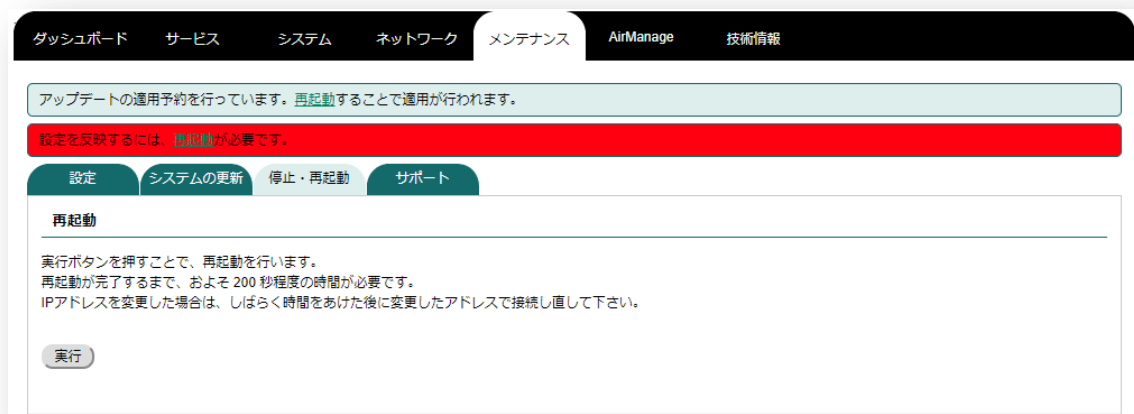 ダッシュボード サービス システム ネットワーク メンテナンス AirManage 技術情報
アップデートの適用予約を行っています。再起動することで適用が行われます。
設定を反映するには、再起動が必要です。
設定 システムの更新 停止・再起動 サポート
再起動
実行ボタンを押すことで、再起動を行います。
再起動が完了するまで、およそ 200 秒程度の時間が必要です。
IPアドレスを変更した場合は、しばらく時間をあけた後に変更したアドレスで接続し直して下さい。
実行